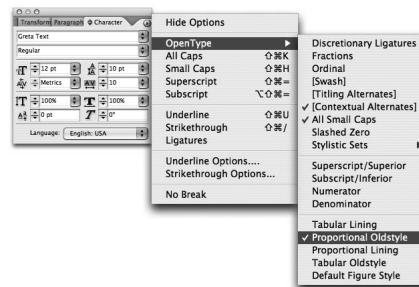 Transform Paragraph Character
Greta Text
Regular
12 pt 10 pt
Metrics 10
100% 100%
0 pt 0°
Language: English: USA
Hide Options
OpenType
All Caps ⇧⌘K
Small Caps ⇧⌘H
Superscript ⇧⌘=
Subscript ⌥⇧⌘=
Underline ⇧⌘U
Strikethrough ⇧⌘/
Ligatures
Underline Options....
Strikethrough Options...
No Break
Discretionary Ligatures
Fractions
Ordinal
[Swash]
[Titling Alternates]
✓ [Contextual Alternates]
✓ All Small Caps
Slashed Zero
Stylistic Sets
Superscript/Superior
Subscript/Inferior
Numerator
Denominator
Tabular Lining
✓ Proportional Oldstyle
Proportional Lining
Tabular Oldstyle
Default Figure Style